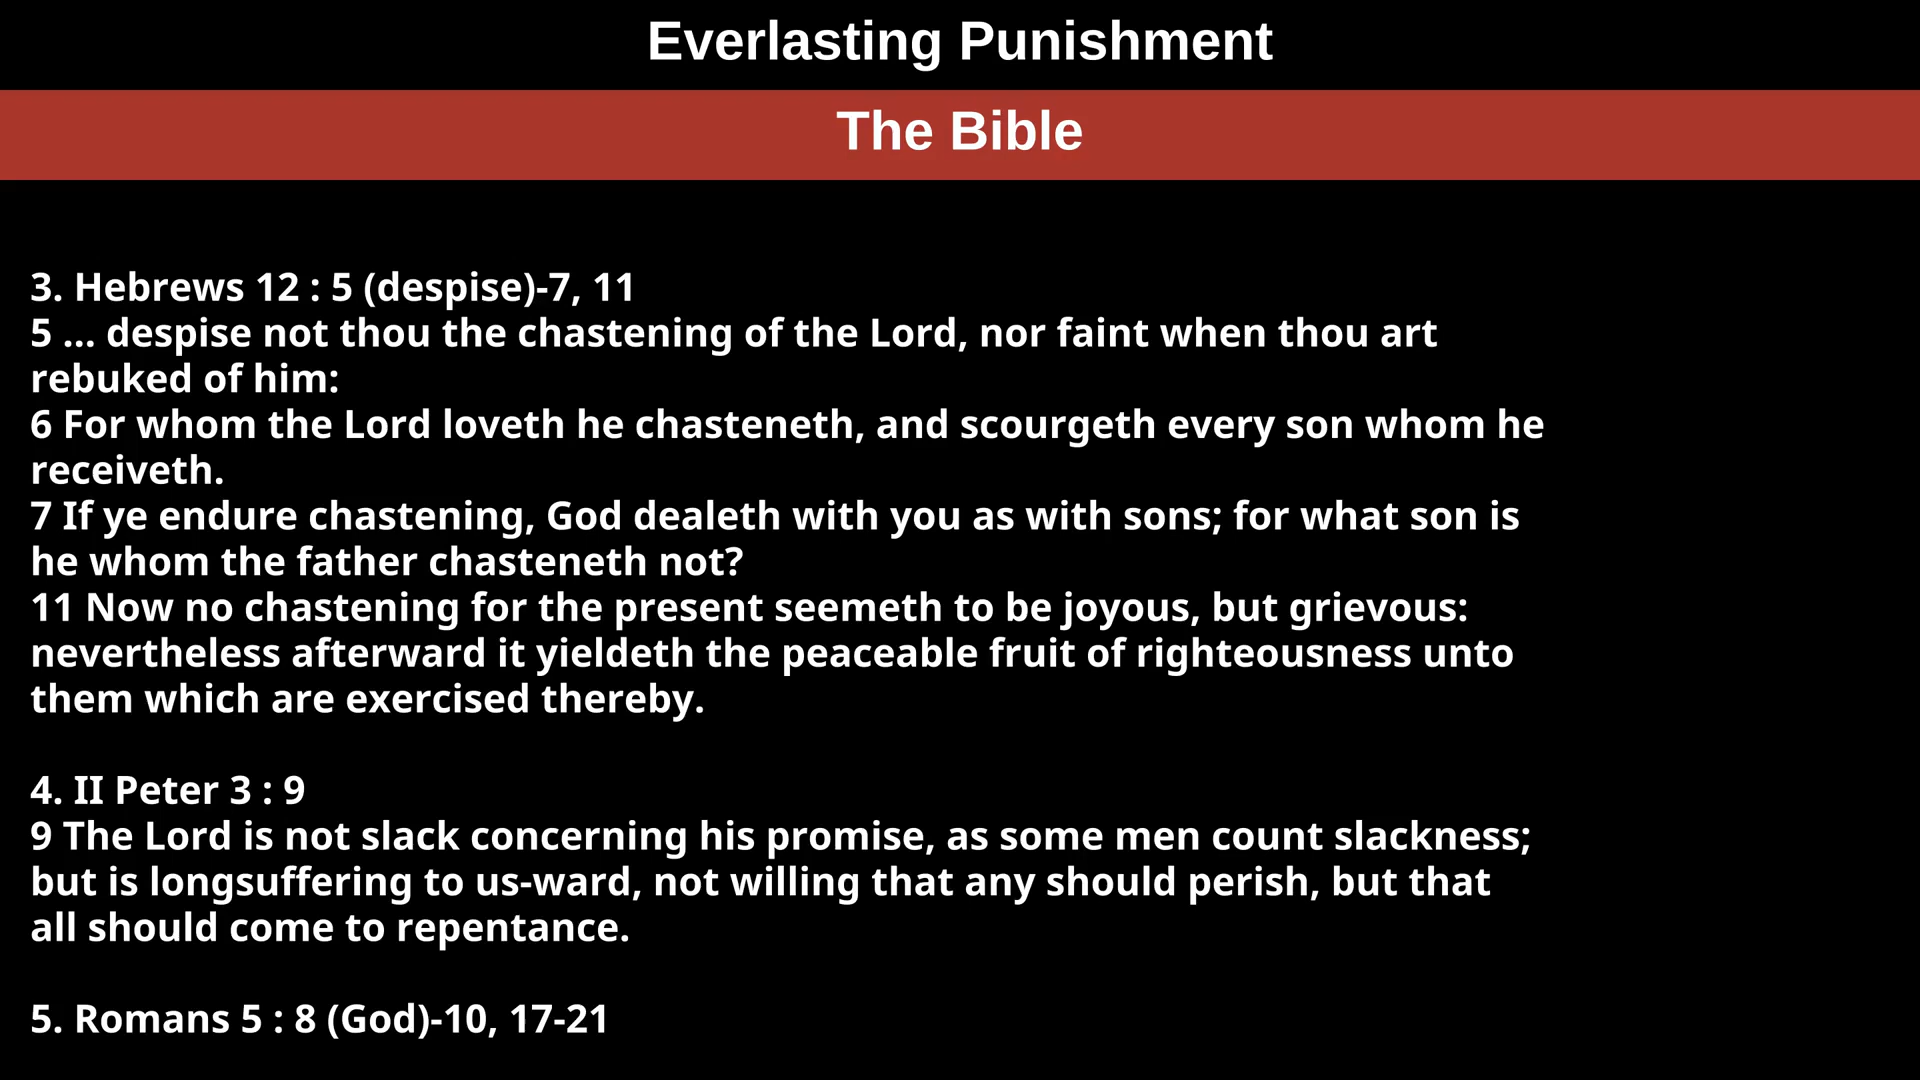 Everlasting Punishment
The Bible
3. Hebrews 12 : 5 (despise)-7, 11
5 ... despise not thou the chastening of the Lord, nor faint when thou art
rebuked of him:
6 For whom the Lord loveth he chasteneth, and scourgeth every son whom he
receiveth.
7 If ye endure chastening, God dealeth with you as with sons; for what son is
he whom the father chasteneth not?
11 Now no chastening for the present seemeth to be joyous, but grievous:
nevertheless afterward it yieldeth the peaceable fruit of righteousness unto
them which are exercised thereby.
4. II Peter 3 : 9
9 The Lord is not slack concerning his promise, as some men count slackness;
but is longsuffering to us-ward, not willing that any should perish, but that
all should come to repentance.
5. Romans 5 : 8 (God)-10, 17-21